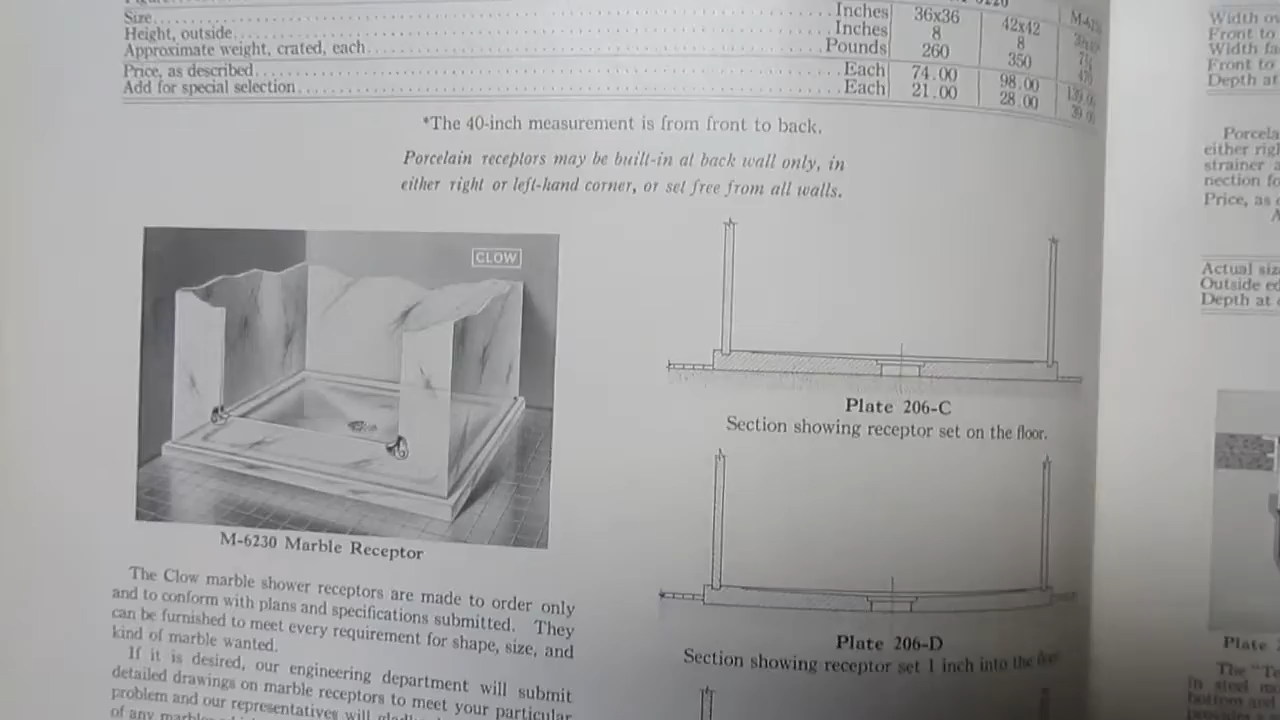 Size Inches 36x36 42x42
Height, outside Inches 8 8
Approximate weight, crated, each Pounds 260 350
Price, as described Each 74.00 98.00
Add for special selection Each 21.00 28.00
*The 40-inch measurement is from front to back.
Porcelain receptors may be built-in at back wall only, in
either right or left-hand corner, or set free from all walls.
CLOW
M-6230 Marble Receptor
The Clow marble shower receptors are made to order only
and to conform with plans and specifications submitted. They
can be furnished to meet every requirement for shape, size, and
kind of marble wanted.
If it is desired, our engineering department will submit
detailed drawings on marble receptors to meet your particular
problem and our representatives will
of any
Plate 206-C
Section showing receptor set on the floor.
Plate 206-D
Section showing receptor set 1 inch into the
Width
Front to
Width
Front to
Depth at
either
strainer
nection
Price, as
Actual
Outside
Depth at
Plate
The
in steel
bottom and